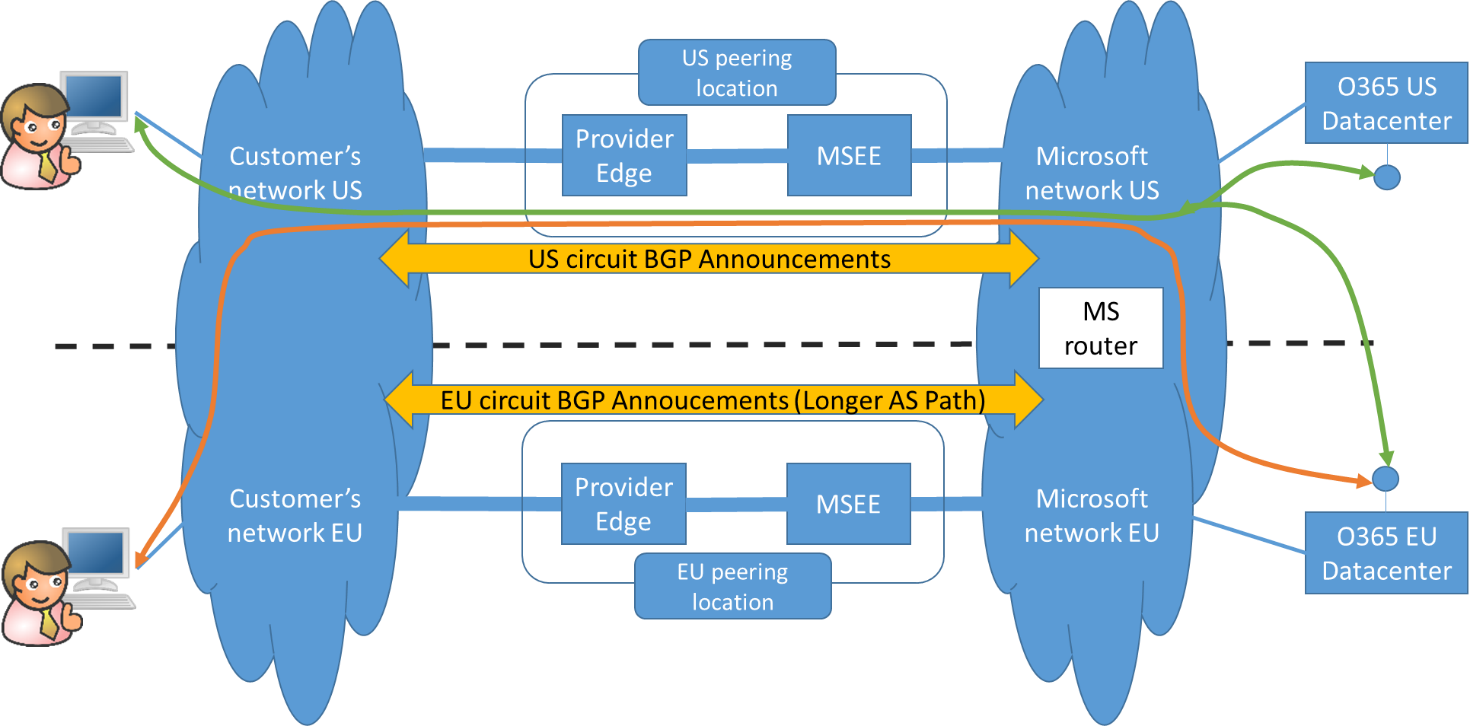 US peering
location
O365 US
Datacenter
Customer's
network US
Provider
Edge
MSEE
Microsoft
network US
US circuit BGP Announcements
MS
router
EU circuit BGP Annoucements (Longer AS Path)
Customer's
network EU
Provider
Edge
MSEE
Microsoft
network EU
O365 EU
Datacenter
EU peering
location